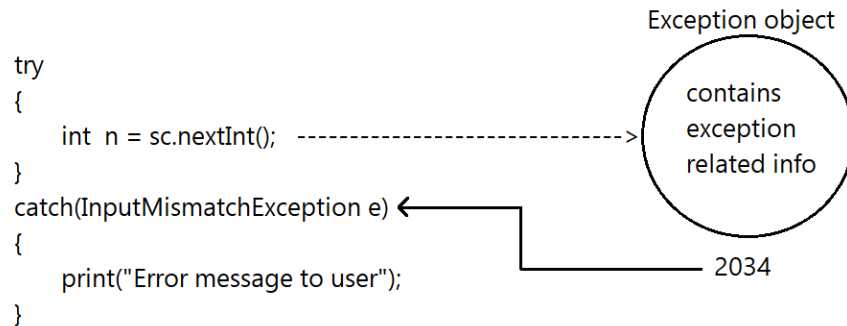 Exception object
try
{
int n = sc.nextInt(); ---------------------------->
}
catch(InputMismatchException e)
{
print("Error message to user");
}
contains
exception
related info
2034